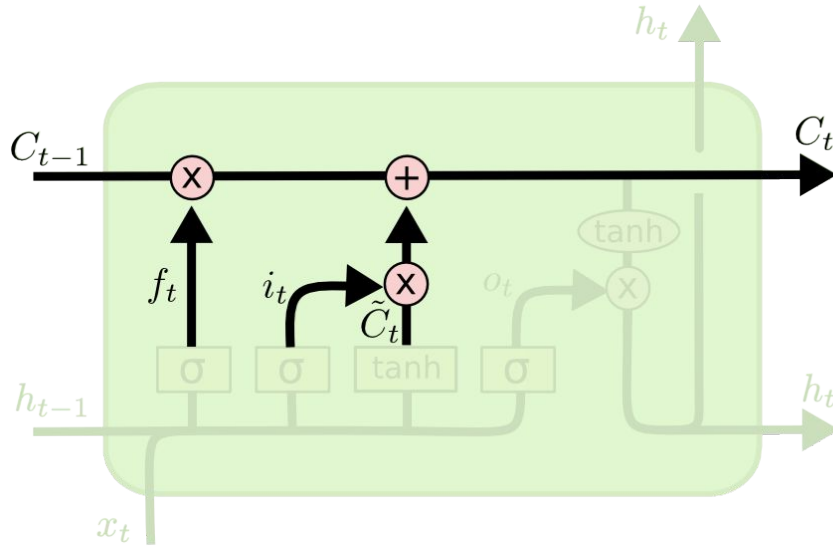 h_t
C_{t-1}
C_t
x
+
tanh
f_t
i_t
x
o_t
x
C̃_t
σ
σ
tanh
σ
h_{t-1}
h_t
x_t